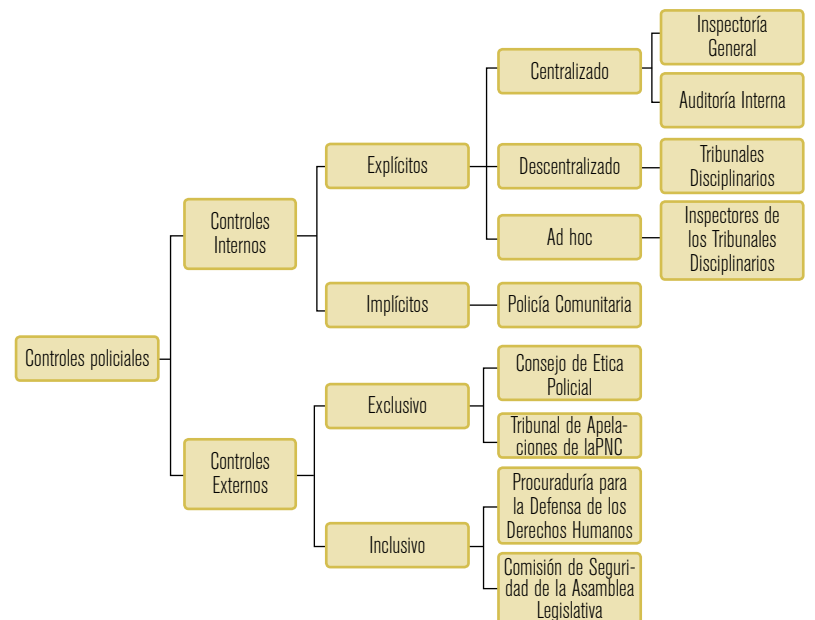 Controles policiales
Controles
Internos
Explícitos
Centralizado
Inspectoría
General
Auditoría Interna
Descentralizado
Tribunales
Disciplinarios
Ad hoc
Inspectores de
los Tribunales
Disciplinarios
Implícitos
Policía Comunitaria
Controles
Externos
Exclusivo
Consejo de Etica
Policial
Tribunal de Apela-
ciones de laPNC
Inclusivo
Procuraduría para
la Defensa de los
Derechos Humanos
Comisión de Seguri-
dad de la Asamblea
Legislativa